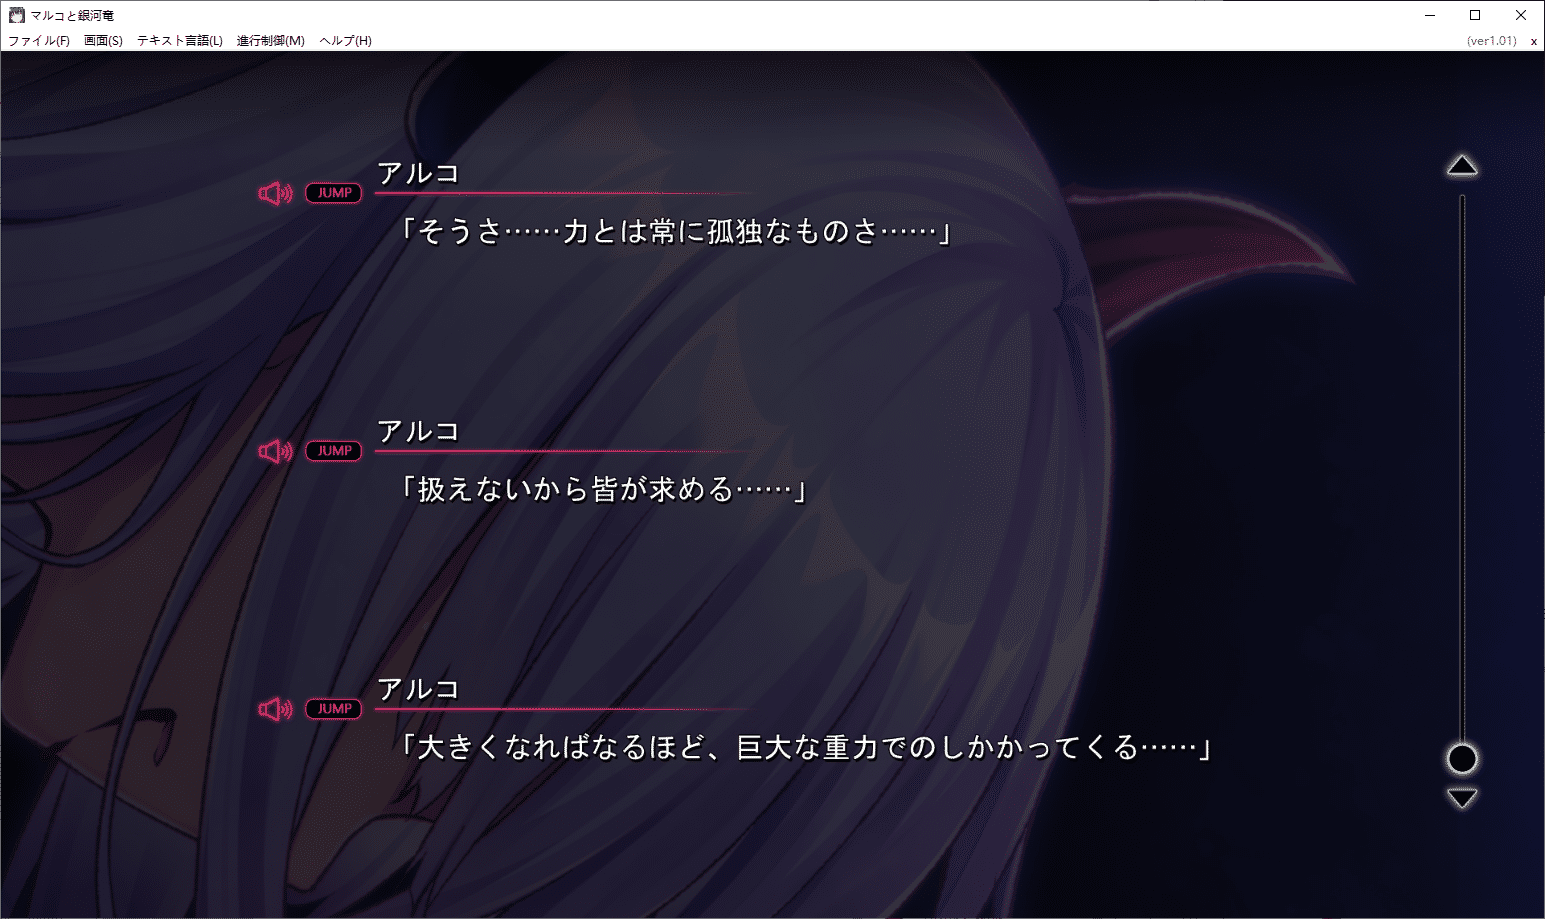 マルコと銀河竜
ファイル(F) 画面(S) テキスト言語(L) 進行制御(M) ヘルプ(H) (ver1.01) x
アルコ
JUMP
「そうさ……力とは常に孤独なものさ……」
アルコ
JUMP
「扱えないから皆が求める……」
アルコ
JUMP
「大きくなればなるほど、巨大な重力でのしかかってくる……」